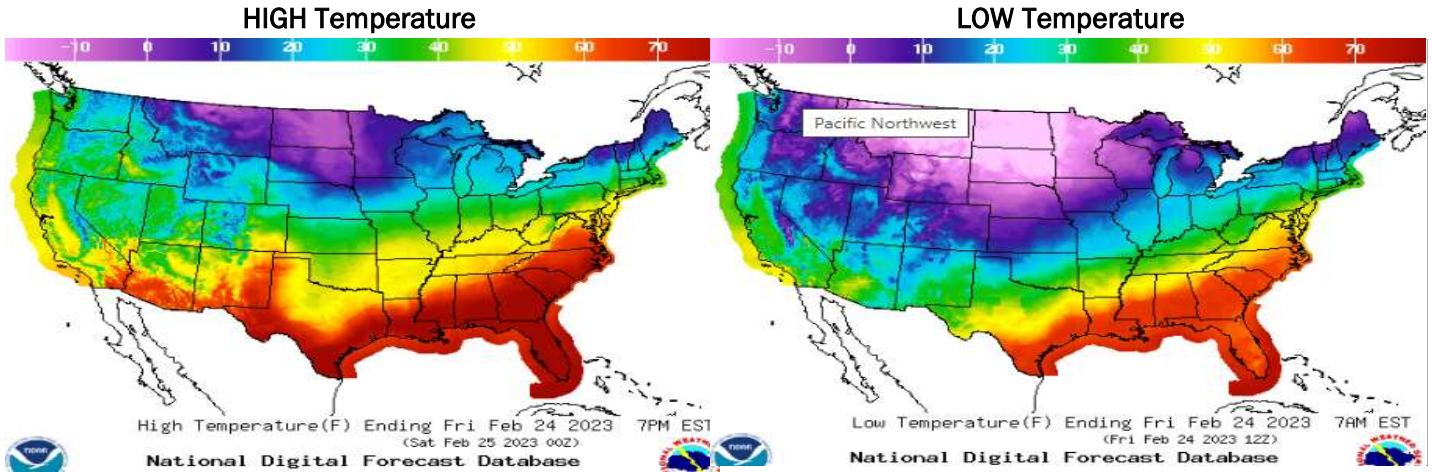 HIGH Temperature
-10 0 10 20 30 40 50 60 70
High Temperature(F) Ending Fri Feb 24 2023 7PM EST
(Sat Feb 25 2023 00Z)
National Digital Forecast Database
NOAA
LOW Temperature
-10 0 10 20 30 40 50 60 70
Pacific Northwest
Low Temperature(F) Ending Fri Feb 24 2023 7AM EST
(Fri Feb 24 2023 12Z)
National Digital Forecast Database
NOAA